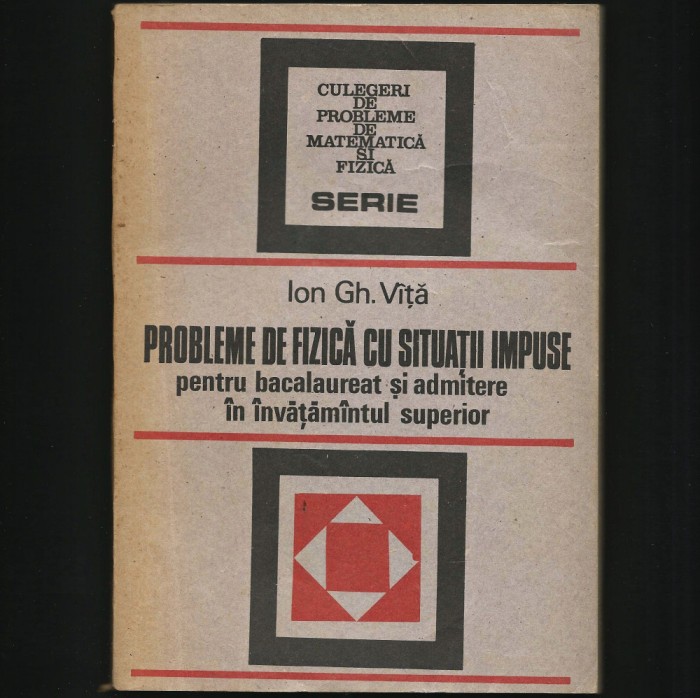 CULEGERI
DE
PROBLEME
DE
MATEMATICĂ
SI
FIZICĂ
SERIE
Ion Gh. Vîță
PROBLEME DE FIZICĂ CU SITUAȚII IMPUSE
pentru bacalaureat și admitere
în învățămîntul superior